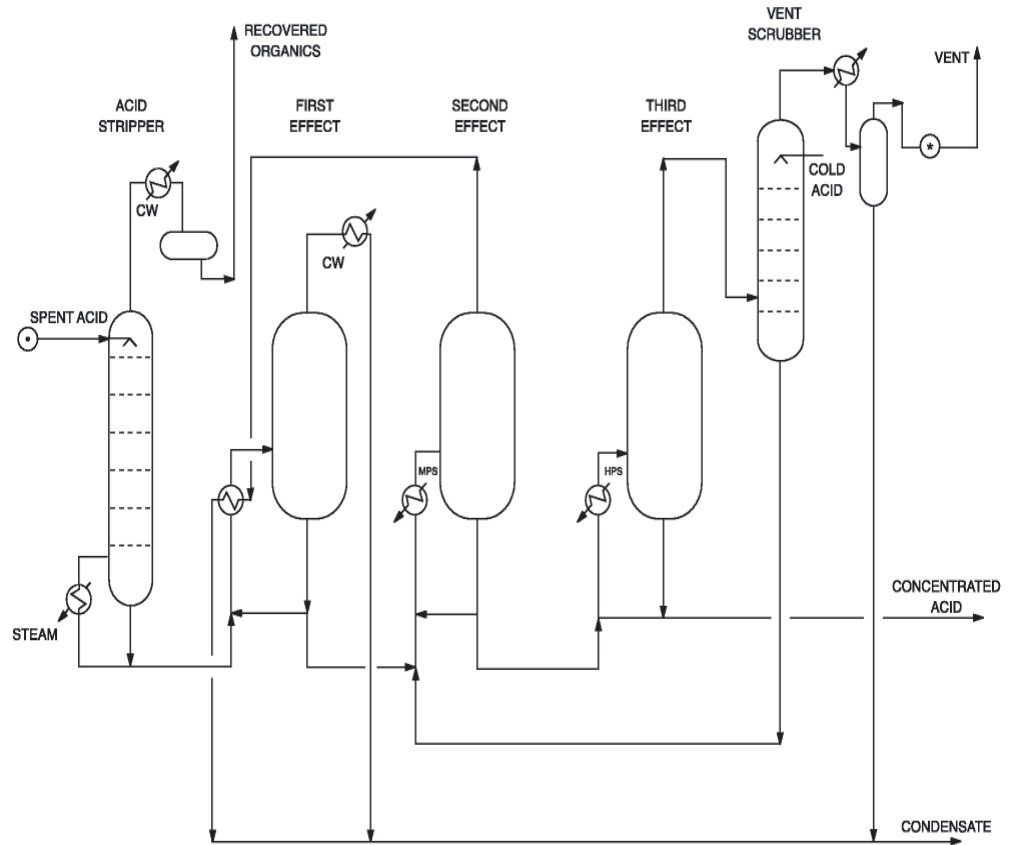 RECOVERED
ORGANICS
VENT
SCRUBBER
VENT
ACID
STRIPPER
FIRST
EFFECT
SECOND
EFFECT
THIRD
EFFECT
COLD
ACID
CW
CW
SPENT ACID
MPS
HPS
STEAM
CONCENTRATED
ACID
CONDENSATE